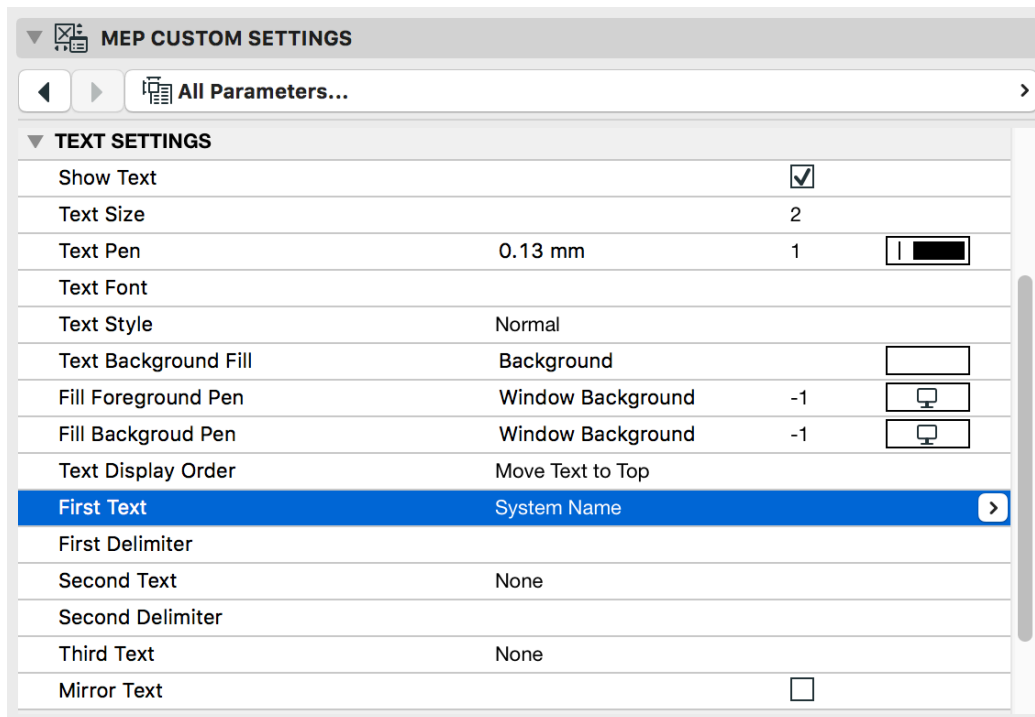 MEP CUSTOM SETTINGS
All Parameters...
TEXT SETTINGS
Show Text
Text Size 2
Text Pen 0.13 mm 1
Text Font
Text Style Normal
Text Background Fill Background
Fill Foreground Pen Window Background -1
Fill Backgroud Pen Window Background -1
Text Display Order Move Text to Top
First Text System Name
First Delimiter
Second Text None
Second Delimiter
Third Text None
Mirror Text